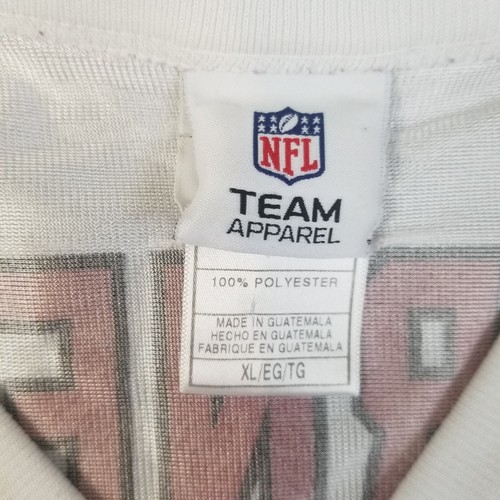 NFL
TEAM
APPAREL
100% POLYESTER
MADE IN GUATEMALA
HECHO EN GUATEMALA
FABRIQUE EN GUATEMALA
XL/EG/TG